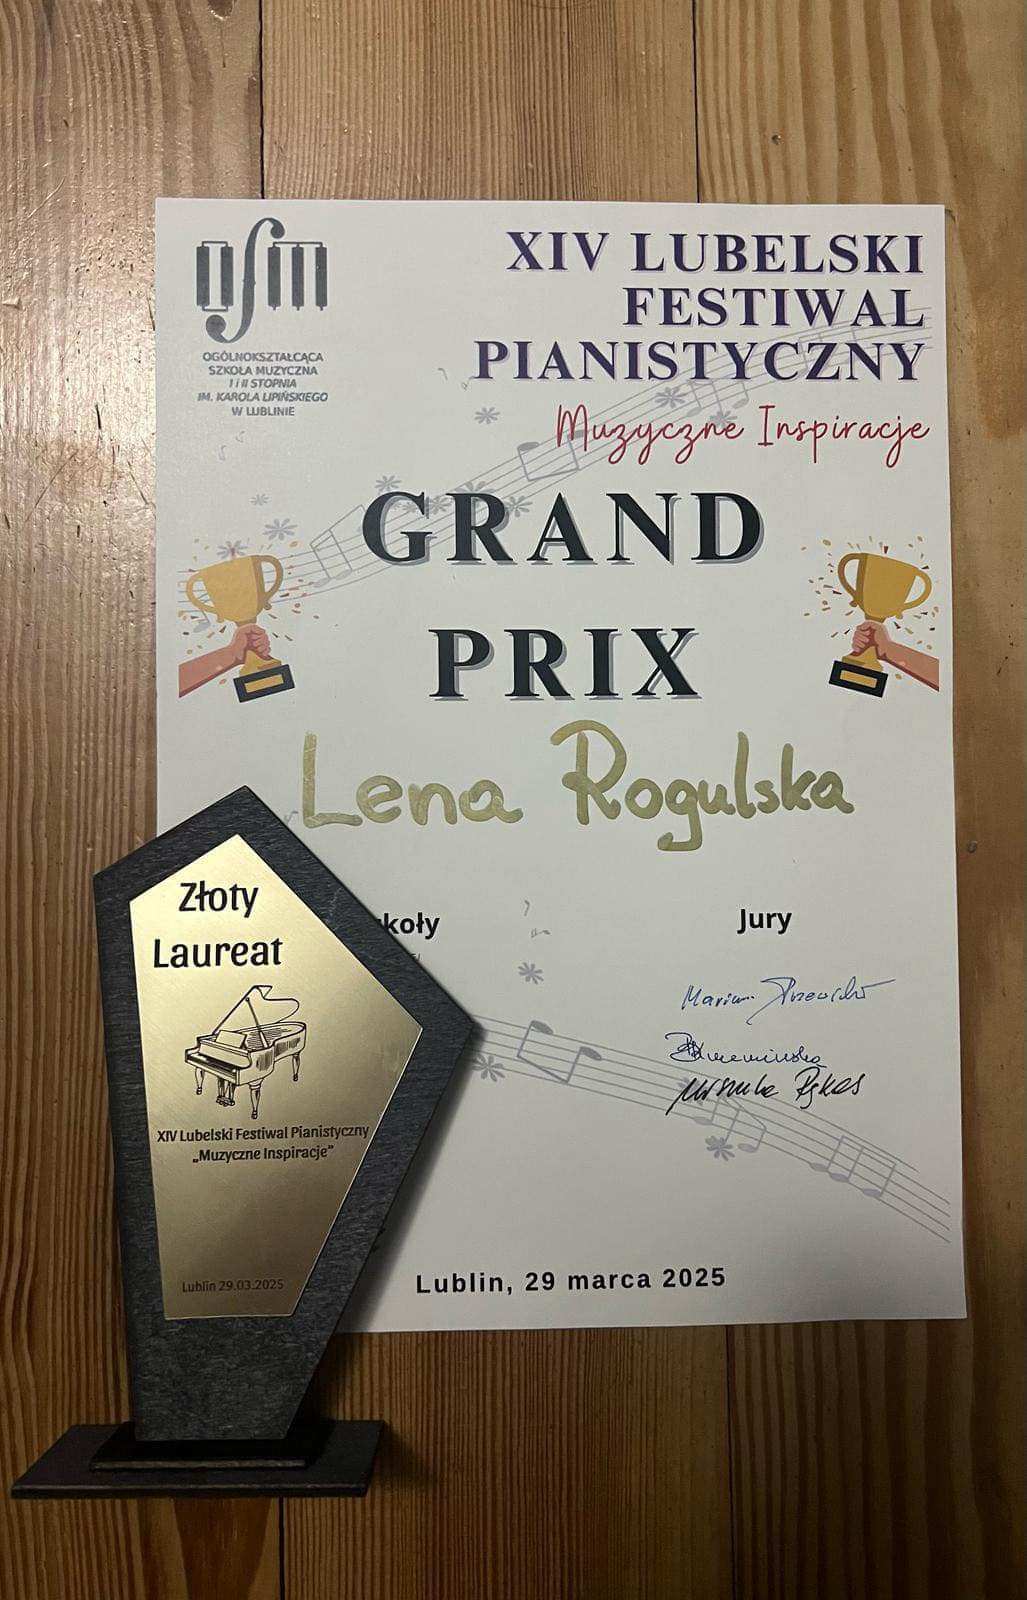 OGÓLNOKSZTAŁCĄCA
SZKOŁA MUZYCZNA
I i II STOPNIA
IM. KAROLA LIPIŃSKIEGO
W LUBLINIE
XIV LUBELSKI
FESTIWAL
PIANISTYCZNY
Muzyczne Inspiracje
GRAND
PRIX
Lena Rogulska
koły
Jury
Lublin, 29 marca 2025
Złoty
Laureat
XIV Lubelski Festiwal Pianistyczny
„Muzyczne Inspiracje”
Lublin 29.03.2025